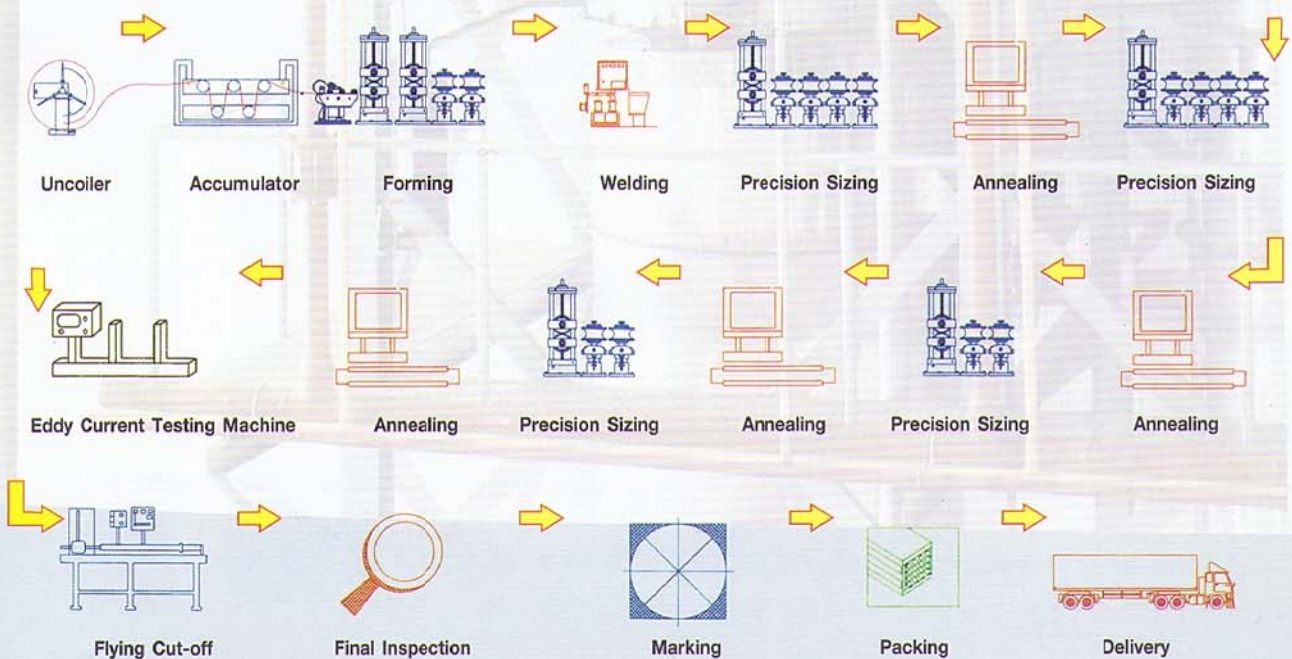 Uncoiler Accumulator Forming Welding Precision Sizing Annealing Precision Sizing
Eddy Current Testing Machine Annealing Precision Sizing Annealing Precision Sizing Annealing
Flying Cut-off Final Inspection Marking Packing Delivery